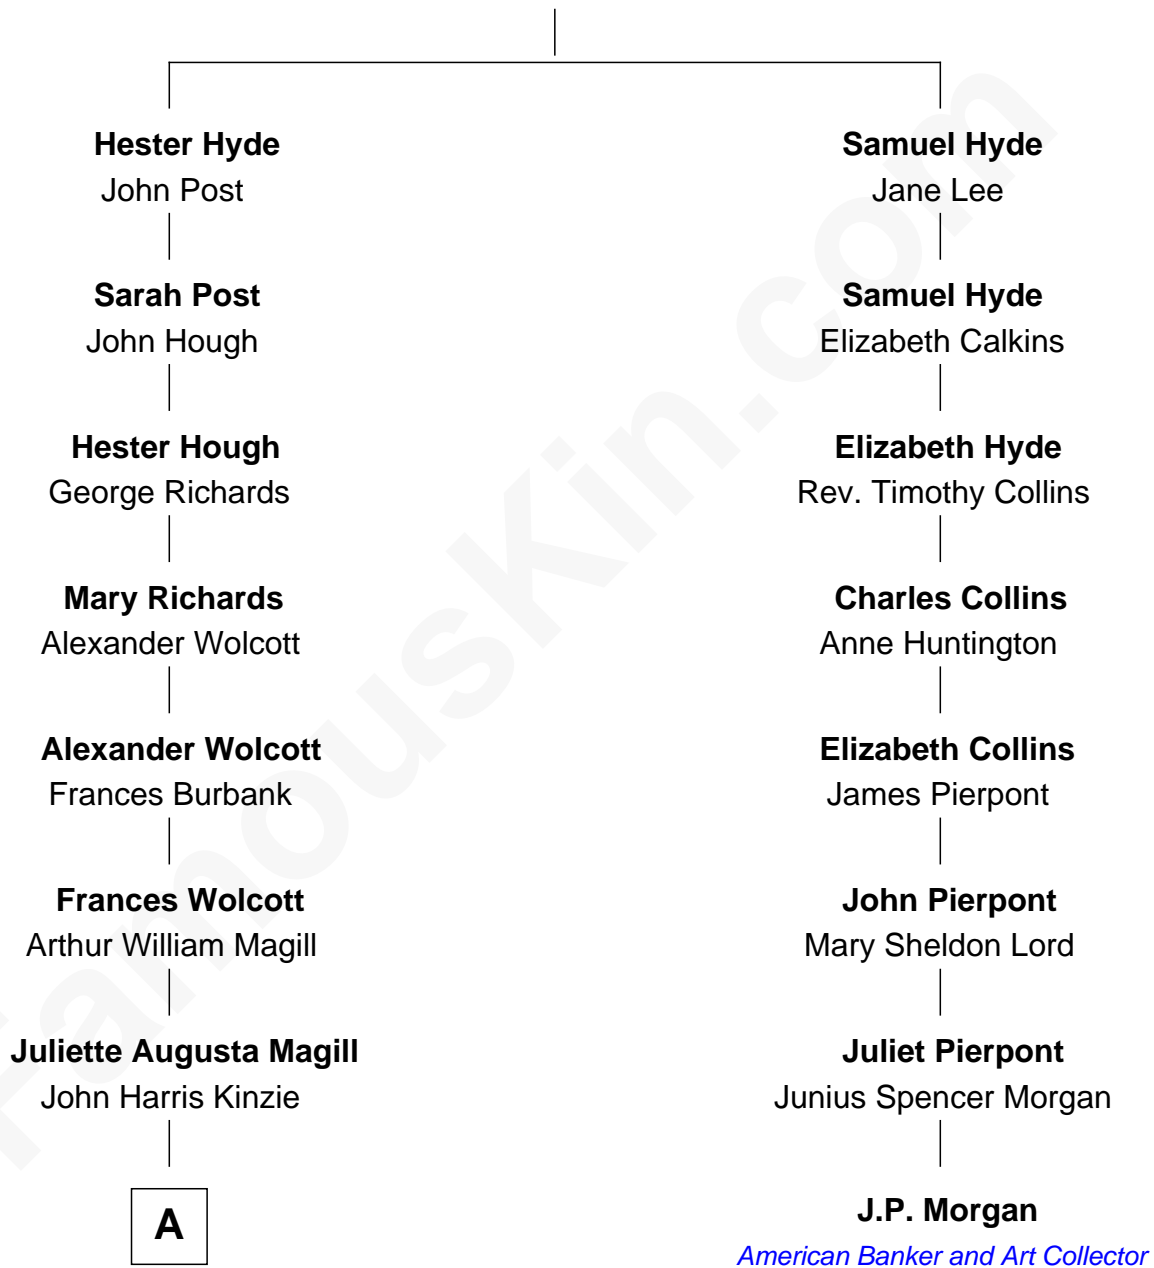 Hester Hyde
John Post
Samuel Hyde
Jane Lee
Sarah Post
John Hough
Samuel Hyde
Elizabeth Calkins
Hester Hough
George Richards
Elizabeth Hyde
Rev. Timothy Collins
Mary Richards
Alexander Wolcott
Charles Collins
Anne Huntington
Alexander Wolcott
Frances Burbank
Elizabeth Collins
James Pierpont
Frances Wolcott
Arthur William Magill
John Pierpont
Mary Sheldon Lord
Juliette Augusta Magill
John Harris Kinzie
Juliet Pierpont
Junius Spencer Morgan
A
J.P. Morgan
American Banker and Art Collector
FamousKin.com